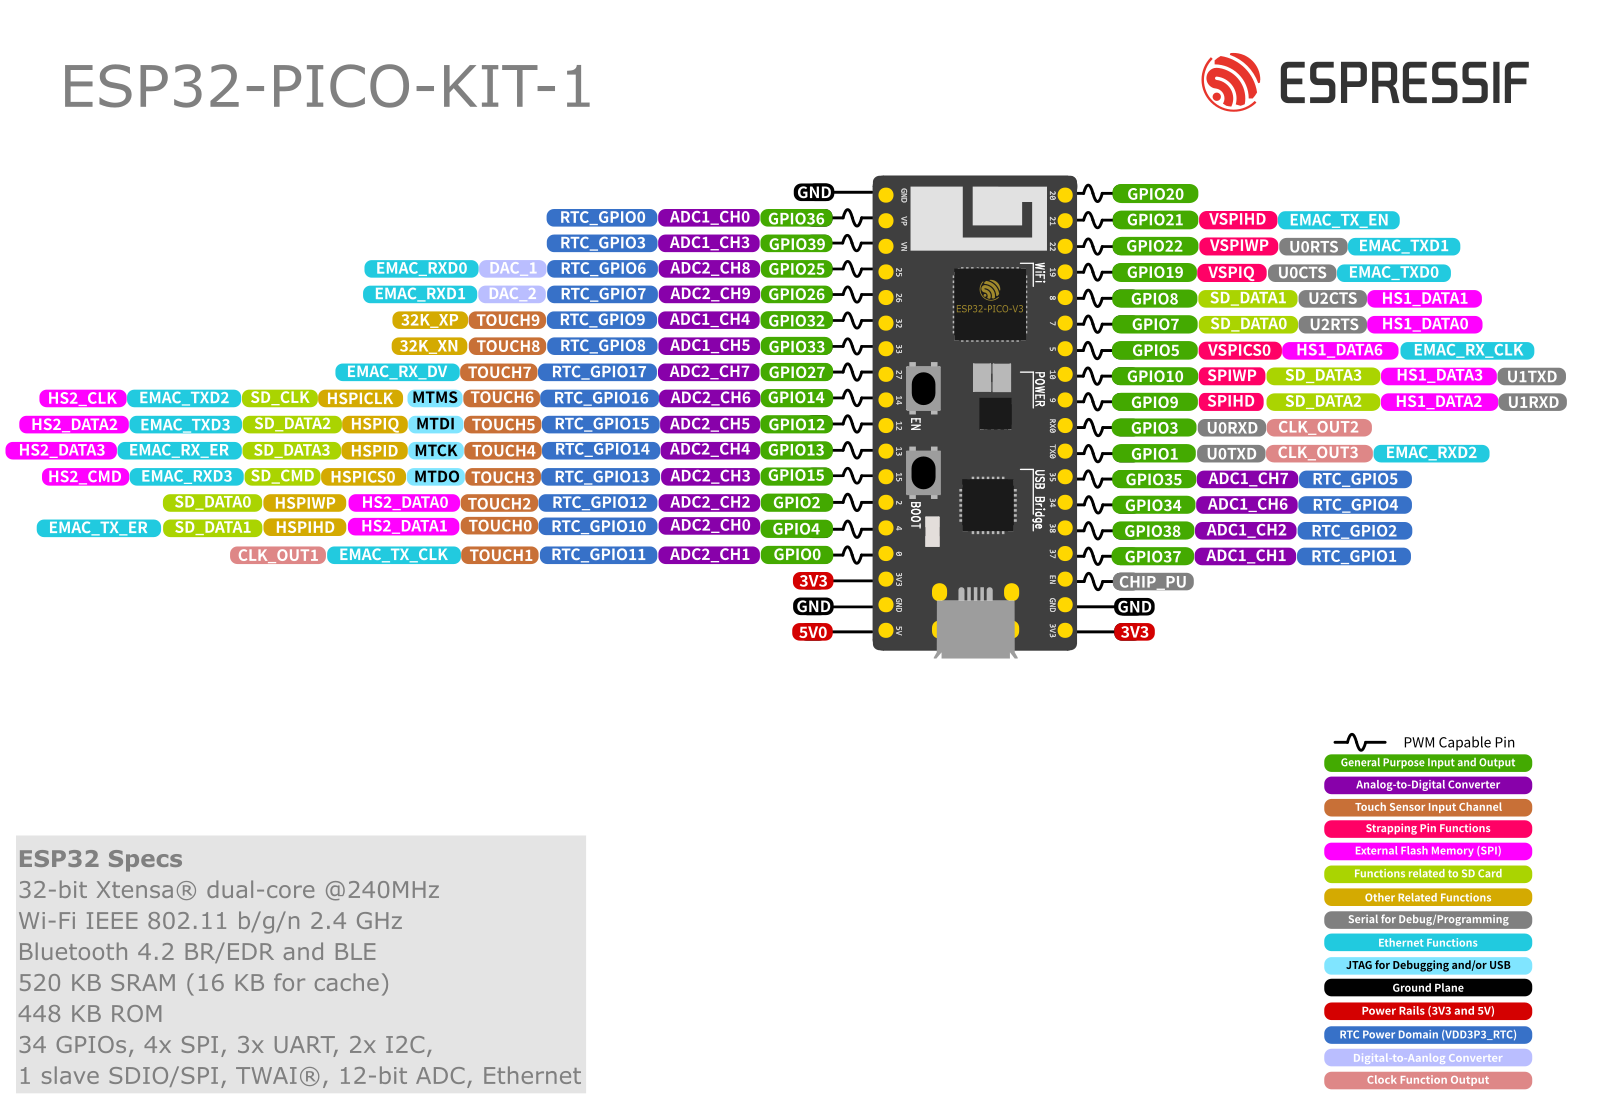 ESP32-PICO-KIT-1
ESPRESSIF
GND
RTC_GPIO0 ADC1_CH0 GPIO36
RTC_GPIO3 ADC1_CH3 GPIO39
EMAC_RXD0 DAC_1 RTC_GPIO6 ADC2_CH8 GPIO25
EMAC_RXD1 DAC_2 RTC_GPIO7 ADC2_CH9 GPIO26
32K_XP TOUCH9 RTC_GPIO9 ADC1_CH4 GPIO32
32K_XN TOUCH8 RTC_GPIO8 ADC1_CH5 GPIO33
EMAC_RX_DV TOUCH7 RTC_GPIO17 ADC2_CH7 GPIO27
HS2_CLK EMAC_TXD2 SD_CLK HSPICLK MTMS TOUCH6 RTC_GPIO16 ADC2_CH6 GPIO14
HS2_DATA2 EMAC_TXD3 SD_DATA2 HSPIQ MTDI TOUCH5 RTC_GPIO15 ADC2_CH5 GPIO12
HS2_DATA3 EMAC_RX_ER SD_DATA3 HSPID MTCK TOUCH4 RTC_GPIO14 ADC2_CH4 GPIO13
HS2_CMD EMAC_RXD3 SD_CMD HSPICS0 MTDO TOUCH3 RTC_GPIO13 ADC2_CH3 GPIO15
SD_DATA0 HSPIWP HS2_DATA0 TOUCH2 RTC_GPIO12 ADC2_CH2 GPIO2
EMAC_TX_ER SD_DATA1 HSPIHD HS2_DATA1 TOUCH0 RTC_GPIO10 ADC2_CH0 GPIO4
CLK_OUT1 EMAC_TX_CLK TOUCH1 RTC_GPIO11 ADC2_CH1 GPIO0
3V3
GND
5V0
GND
VP
VN
25
26
32
33
27
14
12
13
15
2
4
0
3V3
GND
5V
WiFi
ESP32-PICO-V3
POWER
EN
USB Bridge
BOOT
20
21
22
19
8
7
5
10
9
RX0
TX0
35
34
38
37
EN
GND
3V3
GPIO20
GPIO21 VSPIHD EMAC_TX_EN
GPIO22 VSPIWP U0RTS EMAC_TXD1
GPIO19 VSPIQ U0CTS EMAC_TXD0
GPIO8 SD_DATA1 U2CTS HS1_DATA1
GPIO7 SD_DATA0 U2RTS HS1_DATA0
GPIO5 VSPICS0 HS1_DATA6 EMAC_RX_CLK
GPIO10 SPIWP SD_DATA3 HS1_DATA3 U1TXD
GPIO9 SPIHD SD_DATA2 HS1_DATA2 U1RXD
GPIO3 U0RXD CLK_OUT2
GPIO1 U0TXD CLK_OUT3 EMAC_RXD2
GPIO35 ADC1_CH7 RTC_GPIO5
GPIO34 ADC1_CH6 RTC_GPIO4
GPIO38 ADC1_CH2 RTC_GPIO2
GPIO37 ADC1_CH1 RTC_GPIO1
CHIP_PU
GND
3V3
PWM Capable Pin
General Purpose Input and Output
Analog-to-Digital Converter
Touch Sensor Input Channel
Strapping Pin Functions
External Flash Memory (SPI)
Functions related to SD Card
Other Related Functions
Serial for Debug/Programming
Ethernet Functions
JTAG for Debugging and/or USB
Ground Plane
Power Rails (3V3 and 5V)
RTC Power Domain (VDD3P3_RTC)
Digital-to-Aanlog Converter
Clock Function Output
ESP32 Specs
32-bit Xtensa® dual-core @240MHz
Wi-Fi IEEE 802.11 b/g/n 2.4 GHz
Bluetooth 4.2 BR/EDR and BLE
520 KB SRAM (16 KB for cache)
448 KB ROM
34 GPIOs, 4x SPI, 3x UART, 2x I2C,
1 slave SDIO/SPI, TWAI®, 12-bit ADC, Ethernet